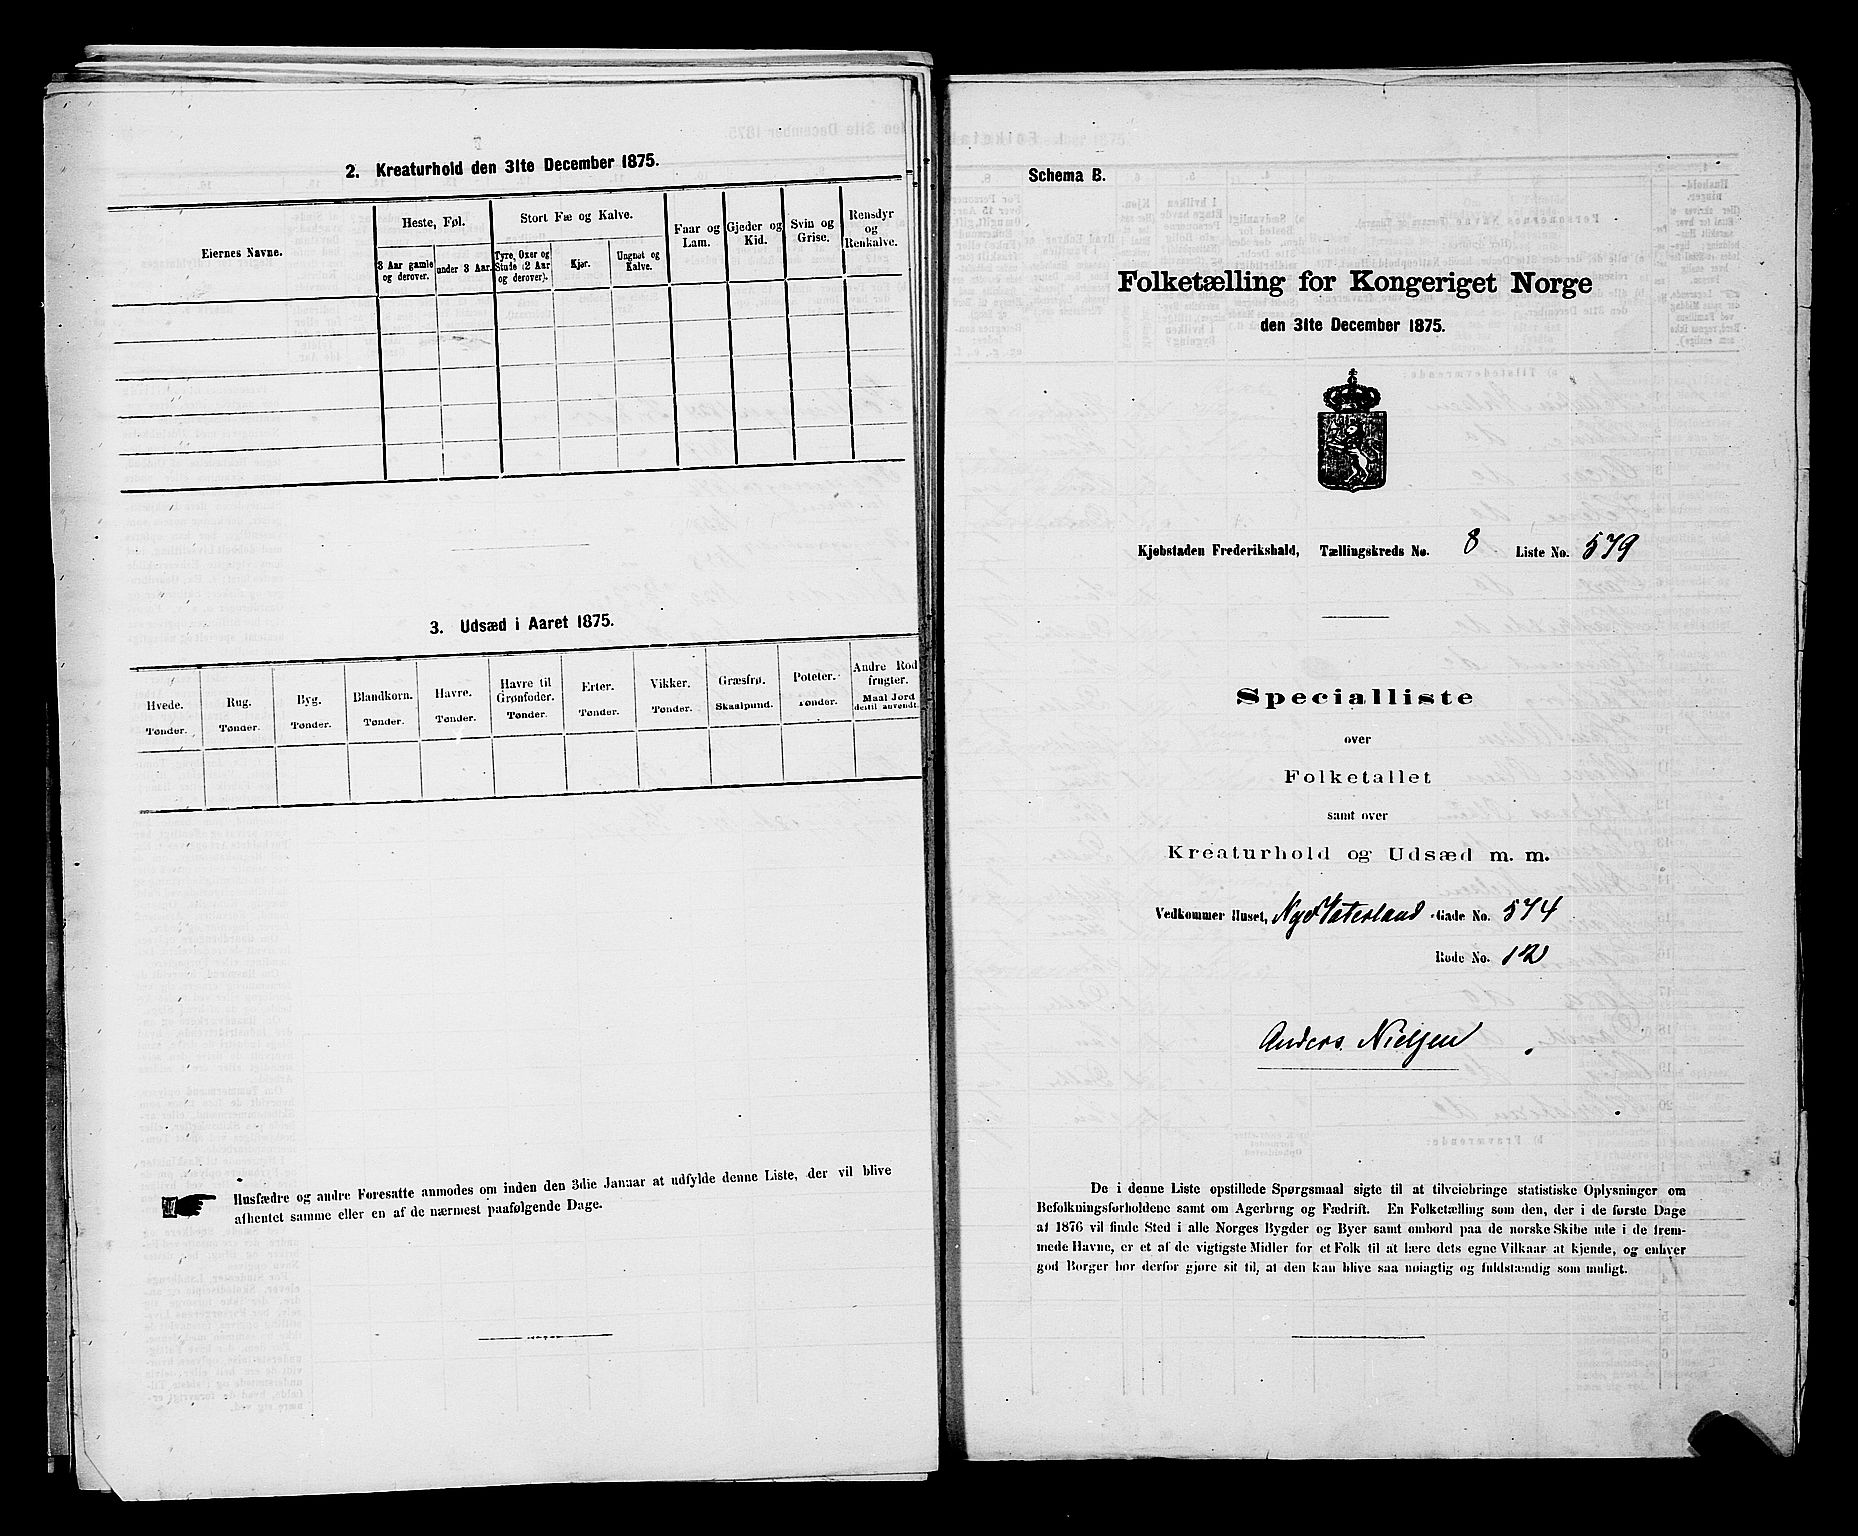 2. Kreaturhold den 31te December 1875.
Eiernes Navne.
Heste, Føl.
3 Aar gamle og derover.
under 3 Aar.
Stort Fæ og Kalve.
Tyre, Oxer og Stude (2 Aar og derover).
Kjør.
Ungnøt og Kalve.
Faar og Lam.
Gjeder og Kid.
Svin og Grise.
Rensdyr og Renkalve.
3. Udsæd i Aaret 1875.
Hvede. Tønder.
Rug. Tønder.
Byg. Tønder.
Blandkorn. Tønder.
Havre. Tønder.
Havre til Grønfoder. Tønder.
Erter. Tønder.
Vikker. Tønder.
Græsfrø. Skaalpund.
Poteter. Tønder.
Andre Rodfrugter. Maal Jord dertil anvendt.
Husfædre og andre Foresatte anmodes om inden den 3die Januar at udfylde denne Liste, der vil blive
afhentet samme eller en af de nærmest paafølgende Dage.
Schema B.
Folketælling for Kongeriget Norge
den 31te December 1875.
Kjøbstaden Frederikshald, Tællingskreds No. 8 Liste No. 579
Specialliste
over
Folketallet
samt over
Kreaturhold og Udsæd m. m.
Vedkommer Huset, Nye Vaterland Gade No. 574
Rode No. 12
Anders Nielsen
De i denne Liste opstillede Spørgsmaal sigte til at tilveiebringe statistiske Oplysninger om
Befolkningsforholdene samt om Agerbrug og Fædrift. En Folketælling som den, der i de første Dage
af 1876 vil finde Sted i alle Norges Bygder og Byer samt ombord paa de norske Skibe ude i de frem-
mede Havne, er et af de vigtigste Midler for et Folk til at lære dets egne Vilkaar at kjende, og enhver
god Borger bør derfor gjøre sit til, at den kan blive saa nøiagtig og fuldstændig som muligt.